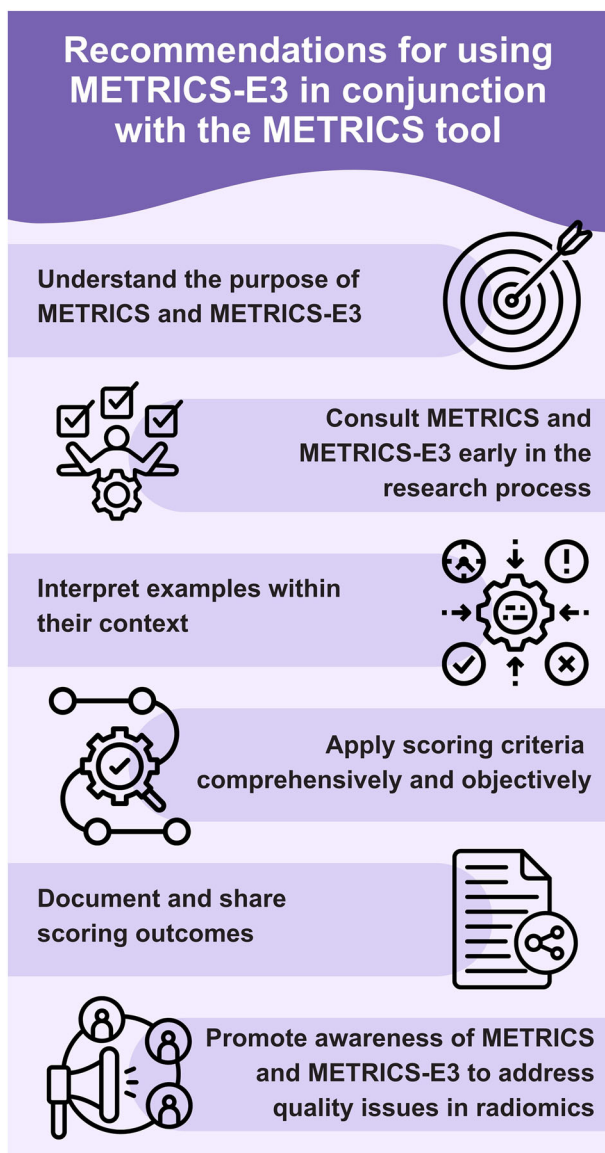 Recommendations for using
METRICS-E3 in conjunction
with the METRICS tool
Understand the purpose of
METRICS and METRICS-E3
Consult METRICS and
METRICS-E3 early in the
research process
Interpret examples within
their context
Apply scoring criteria
comprehensively and objectively
Document and share
scoring outcomes
Promote awareness of METRICS
and METRICS-E3 to address
quality issues in radiomics